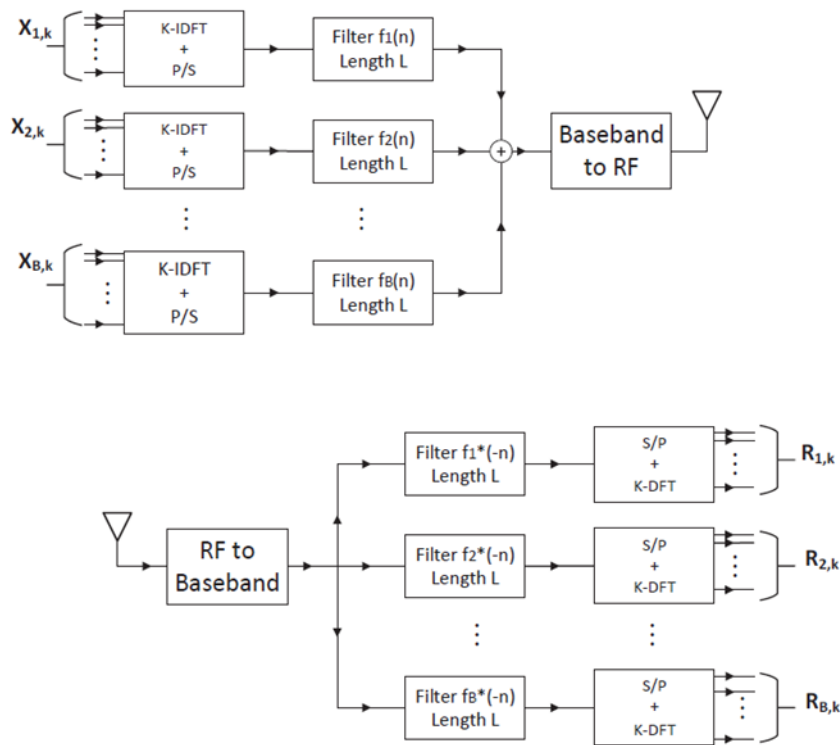 X1,k
K-IDFT
+
P/S
Filter f1(n)
Length L
X2,k
K-IDFT
+
P/S
Filter f2(n)
Length L
+
Baseband
to RF
XB,k
K-IDFT
+
P/S
Filter fB(n)
Length L
RF to
Baseband
Filter f1*(-n)
Length L
S/P
+
K-DFT
R1,k
Filter f2*(-n)
Length L
S/P
+
K-DFT
R2,k
Filter fB*(-n)
Length L
S/P
+
K-DFT
RB,k